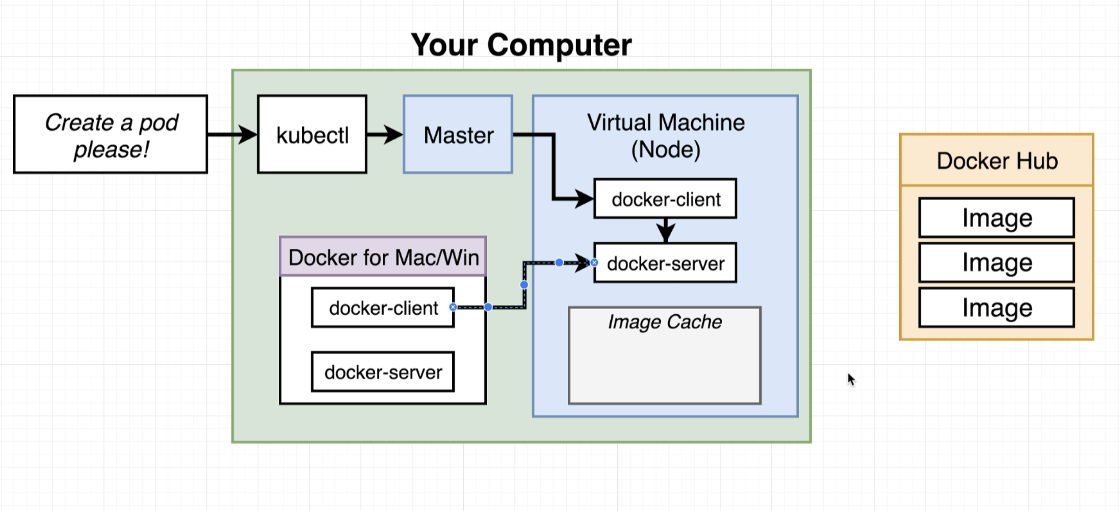 Your Computer
Create a pod
please!
kubectl
Master
Virtual Machine
(Node)
docker-client
docker-server
Image Cache
Docker for Mac/Win
docker-client
docker-server
Docker Hub
Image
Image
Image